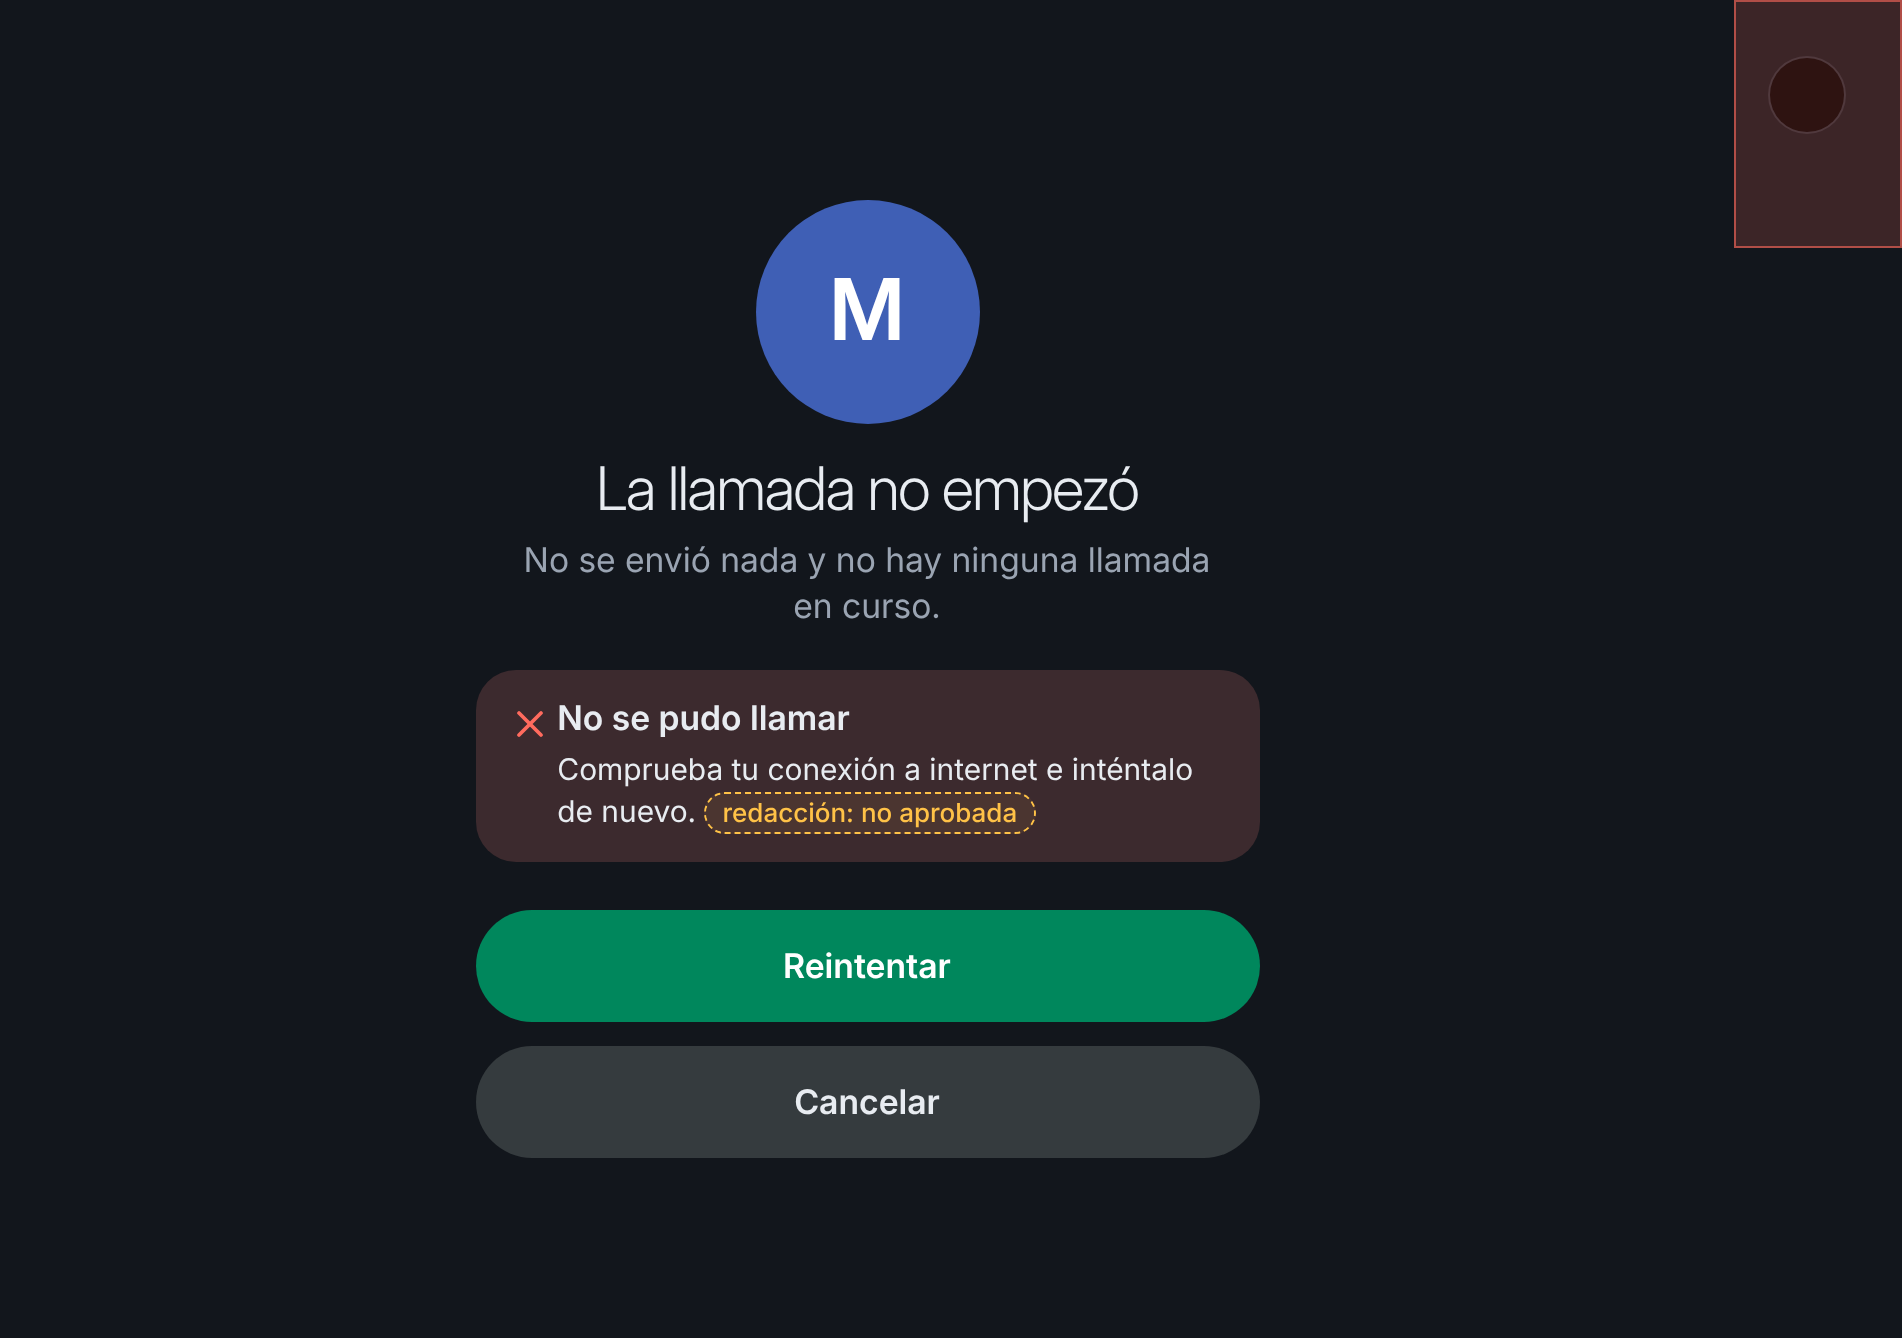 M
La llamada no empezó
No se envió nada y no hay ninguna llamada
en curso.
No se pudo llamar
Comprueba tu conexión a internet e inténtalo
de nuevo. redacción: no aprobada
Reintentar
Cancelar